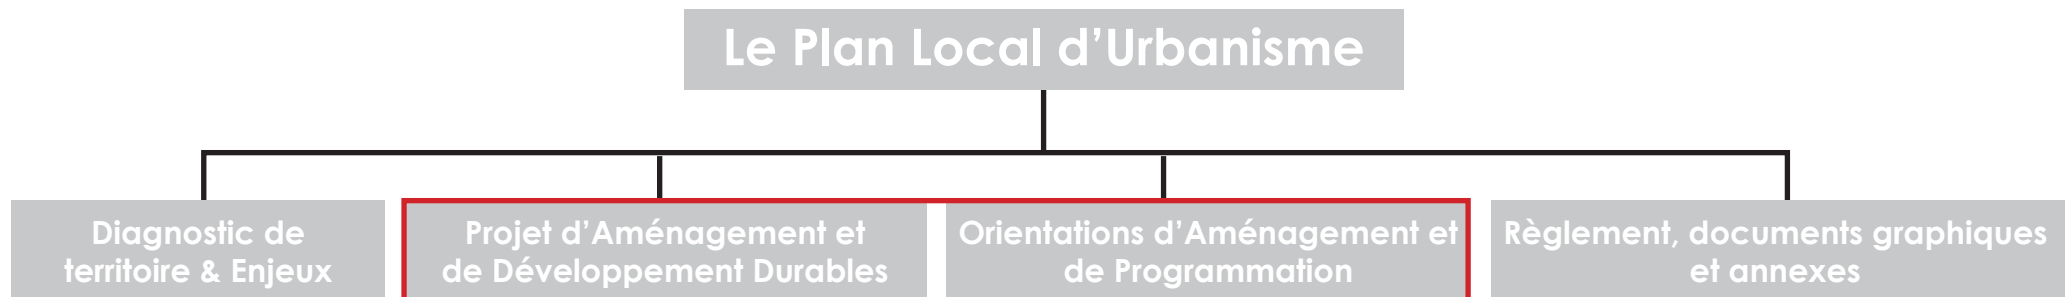 Le Plan Local d’Urbanisme
Diagnostic de
territoire & Enjeux
Projet d’Aménagement et
de Développement Durables
Orientations d’Aménagement et
de Programmation
Règlement, documents graphiques
et annexes